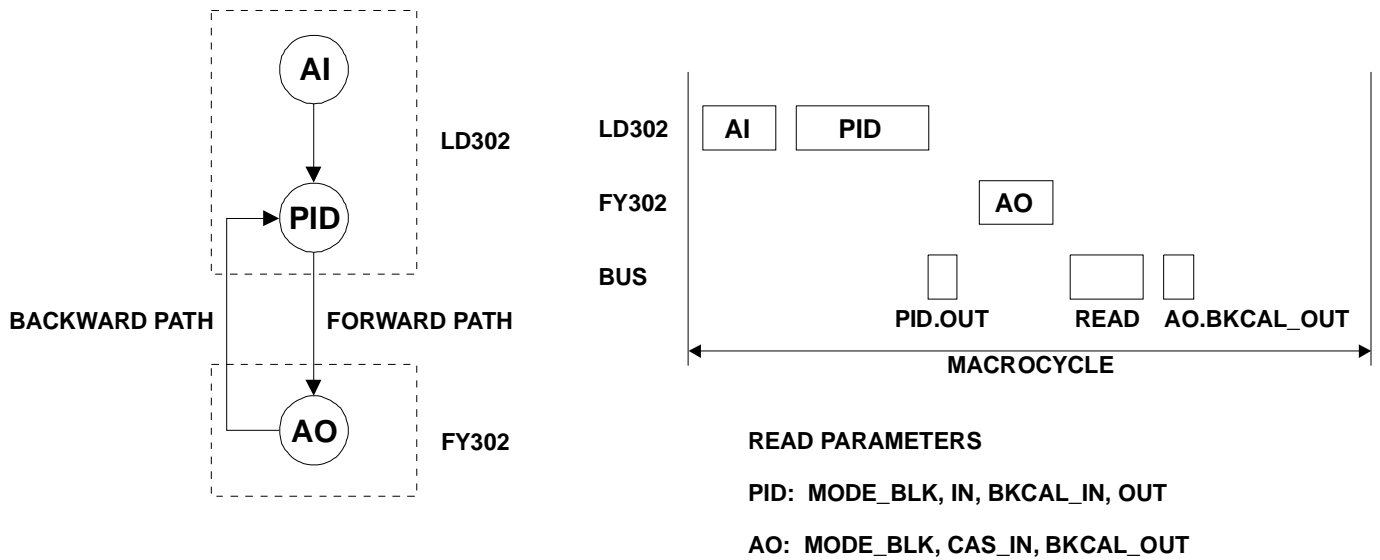 AI
LD302
PID
BACKWARD PATH
FORWARD PATH
AO
FY302
LD302
AI
PID
FY302
AO
BUS
PID.OUT
READ
AO.BKCAL_OUT
MACROCYCLE
READ PARAMETERS
PID: MODE_BLK, IN, BKCAL_IN, OUT
AO: MODE_BLK, CAS_IN, BKCAL_OUT